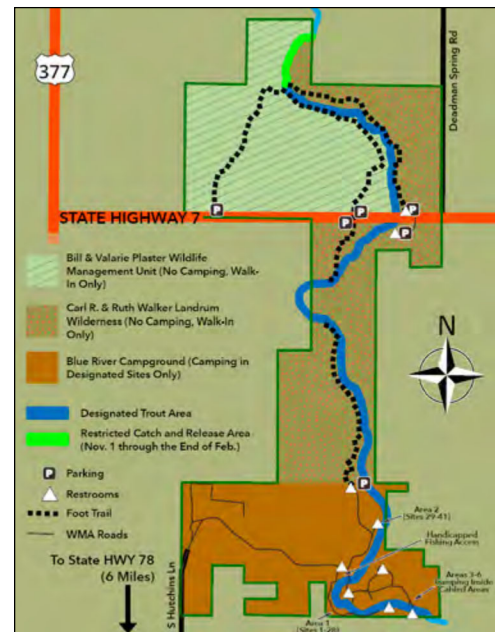 377
Deadman Spring Rd
P
P
P
P
P
STATE HIGHWAY 7
Bill & Valarie Plaster Wildlife
Management Unit (No Camping, Walk-
In Only)
Carl R. & Ruth Walker Landrum
Wilderness (No Camping, Walk-In
Only)
Blue River Campground (Camping in
Designated Sites Only)
N
Designated Trout Area
Restricted Catch and Release Area
(Nov. 1 through the End of Feb.)
P Parking
Restrooms
Foot Trail
WMA Roads
P
To State HWY 78
(6 Miles)
S Hutchins Ln
Area 2
(Sites 29-41)
Handicapped
Fishing Access
Areas 3-6
Camping Inside
Cabled Areas
Area 1
(Sites 1-28)